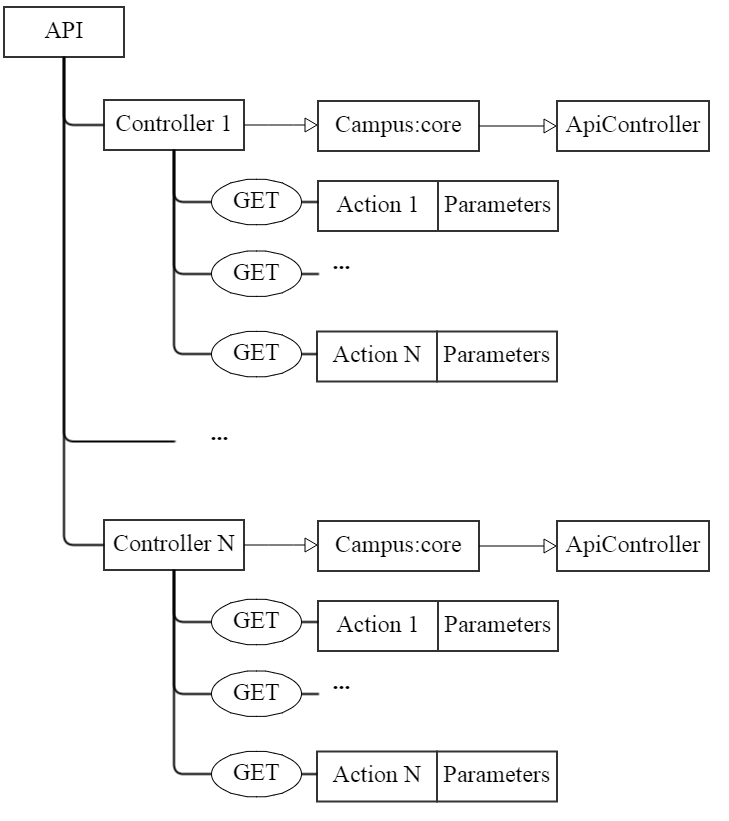 API
Controller 1 Campus:core ApiController
GET Action 1 Parameters
GET ...
GET Action N Parameters
...
Controller N Campus:core ApiController
GET Action 1 Parameters
GET ...
GET Action N Parameters